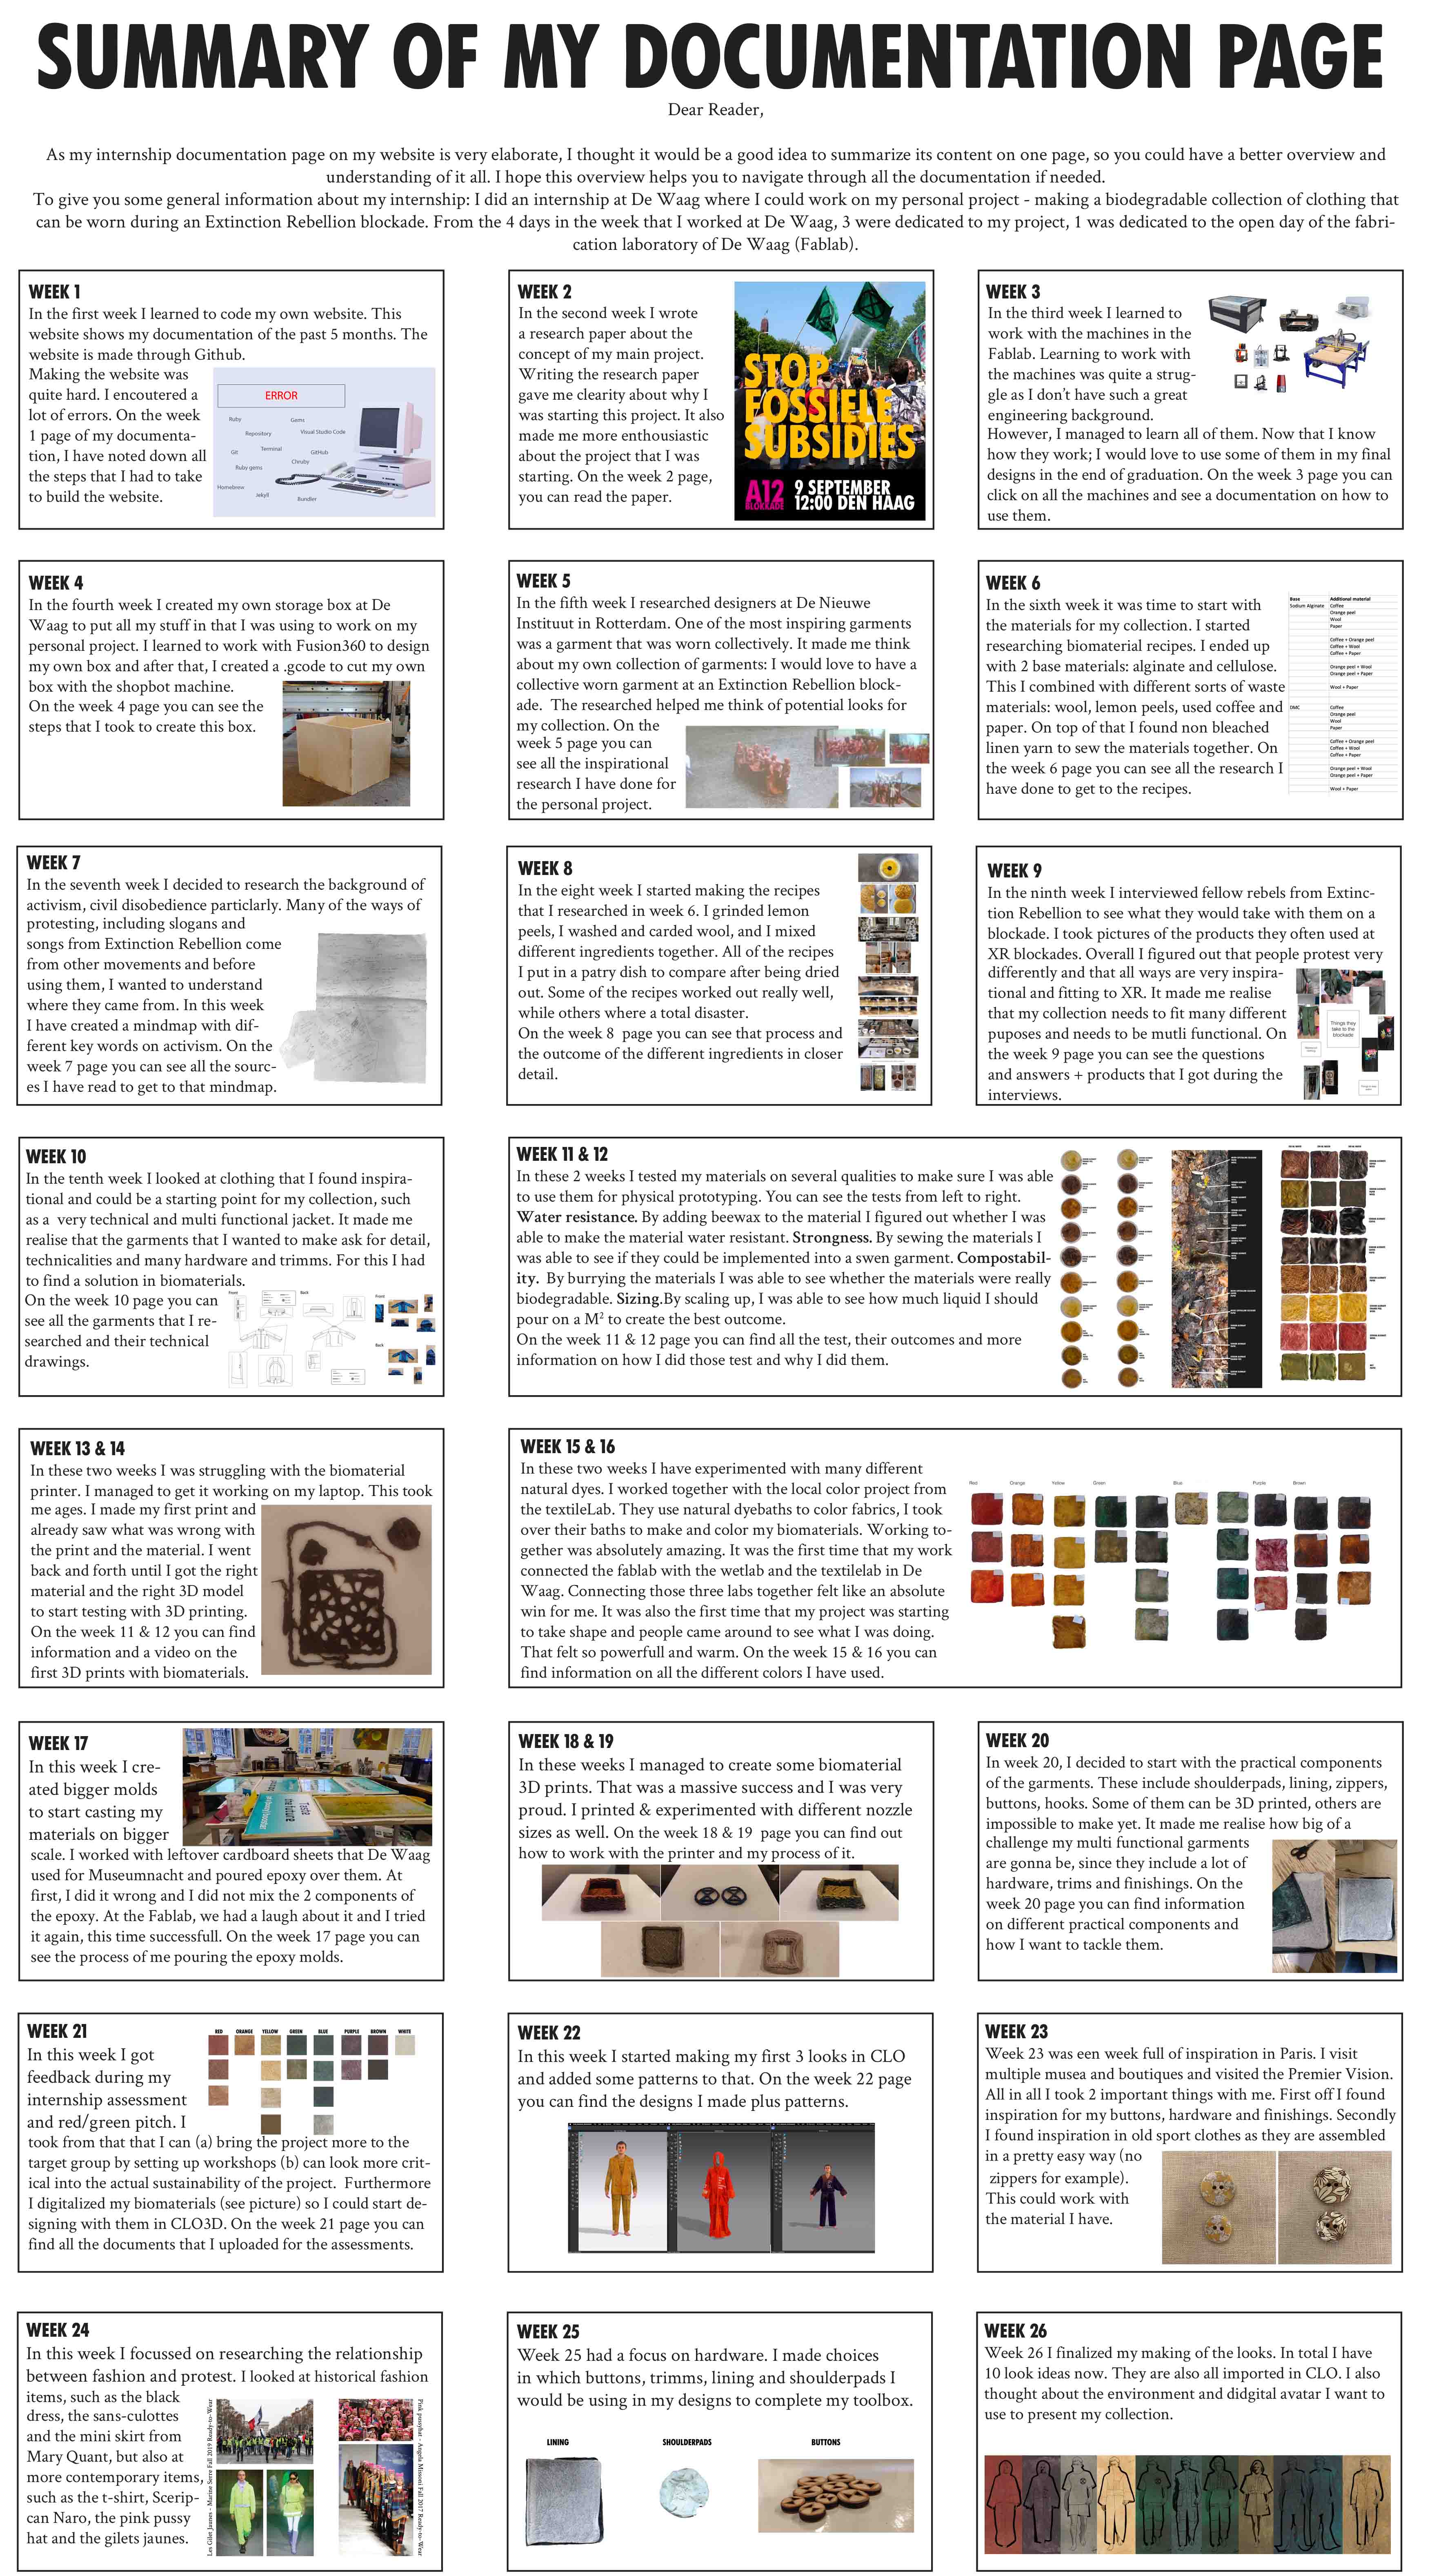 SUMMARY OF MY DOCUMENTATION PAGE
Dear Reader,
As my internship documentation page on my website is very elaborate, I thought it would be a good idea to summarize its content on one page, so you could have a better overview and
understanding of it all. I hope this overview helps you to navigate through all the documentation if needed.
To give you some general information about my internship: I did an internship at De Waag where I could work on my personal project - making a biodegradable collection of clothing that
can be worn during an Extinction Rebellion blockade. From the 4 days in the week that I worked at De Waag, 3 were dedicated to my project, 1 was dedicated to the open day of the fabri-
cation laboratory of De Waag (Fablab).
WEEK 1
In the first week I learned to code my own website. This
website shows my documentation of the past 5 months. The
website is made through Github.
Making the website was
quite hard. I encoutered a
lot of errors. On the week
1 page of my documenta-
tion, I have noted down all
the steps that I had to take
to build the website.
ERROR
Ruby
Gems
Repository
Visual Studio Code
Git
Terminal
GitHub
Ruby gems
Chruby
Homebrew
Jekyll
Bundler
WEEK 2
In the second week I wrote
a research paper about the
concept of my main project.
Writing the research paper
gave me clearity about why I
was starting this project. It also
made me more enthousiastic
about the project that I was
starting. On the week 2 page,
you can read the paper.
STOP
FOSSIELE
SUBSIDIES
A12
BLOKKADE
9 SEPTEMBER
12:00 DEN HAAG
WEEK 3
In the third week I learned to
work with the machines in the
Fablab. Learning to work with
the machines was quite a strug-
gle as I don't have such a great
engineering background.
However, I managed to learn all of them. Now that I know
how they work; I would love to use some of them in my final
designs in the end of graduation. On the week 3 page you can
click on all the machines and see a documentation on how to
use them.
WEEK 4
In the fourth week I created my own storage box at De
Waag to put all my stuff in that I was using to work on my
personal project. I learned to work with Fusion360 to design
my own box and after that, I created a .gcode to cut my own
box with the shopbot machine.
On the week 4 page you can see the
steps that I took to create this box.
WEEK 5
In the fifth week I researched designers at De Nieuwe
Instituut in Rotterdam. One of the most inspiring garments
was a garment that was worn collectively. It made me think
about my own collection of garments: I would love to have a
collective worn garment at an Extinction Rebellion block-
ade. The researched helped me think of potential looks for
my collection. On the
week 5 page you can
see all the inspirational
research I have done for
the personal project.
WEEK 6
In the sixth week it was time to start with
the materials for my collection. I started
researching biomaterial recipes. I ended up
with 2 base materials: alginate and cellulose.
This I combined with different sorts of waste
materials: wool, lemon peels, used coffee and
paper. On top of that I found non bleached
linen yarn to sew the materials together. On
the week 6 page you can see all the research I
have done to get to the recipes.
Base Additional material
Sodium Alginate Coffee
Orange peel
Wool
Paper
Coffee + Orange peel
Coffee + Wool
Coffee + Paper
Orange peel + Wool
Orange peel + Paper
Wool + Paper
DMC Coffee
Orange peel
Wool
Paper
Coffee + Orange peel
Coffee + Wool
Coffee + Paper
Orange peel + Wool
Orange peel + Paper
Wool + Paper
WEEK 7
In the seventh week I decided to research the background of
activism, civil disobedience particlarly. Many of the ways of
protesting, including slogans and
songs from Extinction Rebellion come
from other movements and before
using them, I wanted to understand
where they came from. In this week
I have created a mindmap with dif-
ferent key words on activism. On the
week 7 page you can see all the sourc-
es I have read to get to that mindmap.
WEEK 8
In the eight week I started making the recipes
that I researched in week 6. I grinded lemon
peels, I washed and carded wool, and I mixed
different ingredients together. All of the recipes
I put in a patry dish to compare after being dried
out. Some of the recipes worked out really well,
while others where a total disaster.
On the week 8 page you can see that process and
the outcome of the different ingredients in closer
detail.
WEEK 9
In the ninth week I interviewed fellow rebels from Extinc-
tion Rebellion to see what they would take with them on a
blockade. I took pictures of the products they often used at
XR blockades. Overall I figured out that people protest very
differently and that all ways are very inspira-
tional and fitting to XR. It made me realise
that my collection needs to fit many different
puposes and needs to be mutli functional. On
the week 9 page you can see the questions
and answers + products that I got during the
interviews.
Things they
take to the
blockade
WEEK 10
In the tenth week I looked at clothing that I found inspira-
tional and could be a starting point for my collection, such
as a very technical and multi functional jacket. It made me
realise that the garments that I wanted to make ask for detail,
technicalities and many hardware and trimms. For this I had
to find a solution in biomaterials.
On the week 10 page you can
see all the garments that I re-
searched and their technical
drawings.
Front
Back
Front
Back
WEEK 11 & 12
In these 2 weeks I tested my materials on several qualities to make sure I was able
to use them for physical prototyping. You can see the tests from left to right.
Water resistance. By adding beewax to the material I figured out whether I was
able to make the material water resistant. Strongness. By sewing the materials I
was able to see if they could be implemented into a swen garment. Compostabil-
ity. By burrying the materials I was able to see whether the materials were really
biodegradable. Sizing.By scaling up, I was able to see how much liquid I should
pour on a M² to create the best outcome.
On the week 11 & 12 page you can find all the test, their outcomes and more
information on how I did those test and why I did them.
WEEK 13 & 14
In these two weeks I was struggling with the biomaterial
printer. I managed to get it working on my laptop. This took
me ages. I made my first print and
already saw what was wrong with
the print and the material. I went
back and forth until I got the right
material and the right 3D model
to start testing with 3D printing.
On the week 11 & 12 you can find
information and a video on the
first 3D prints with biomaterials.
WEEK 15 & 16
In these two weeks I have experimented with many different
natural dyes. I worked together with the local color project from
the textileLab. They use natural dyebaths to color fabrics, I took
over their baths to make and color my biomaterials. Working to-
gether was absolutely amazing. It was the first time that my work
connected the fablab with the wetlab and the textilelab in De
Waag. Connecting those three labs together felt like an absolute
win for me. It was also the first time that my project was starting
to take shape and people came around to see what I was doing.
That felt so powerfull and warm. On the week 15 & 16 you can
find information on all the different colors I have used.
Red Orange Yellow Green Blue Purple Brown
WEEK 17
In this week I cre-
ated bigger molds
to start casting my
materials on bigger
scale. I worked with leftover cardboard sheets that De Waag
used for Museumnacht and poured epoxy over them. At
first, I did it wrong and I did not mix the 2 components of
the epoxy. At the Fablab, we had a laugh about it and I tried
it again, this time successfull. On the week 17 page you can
see the process of me pouring the epoxy molds.
WEEK 18 & 19
In these weeks I managed to create some biomaterial
3D prints. That was a massive success and I was very
proud. I printed & experimented with different nozzle
sizes as well. On the week 18 & 19 page you can find out
how to work with the printer and my process of it.
WEEK 20
In week 20, I decided to start with the practical components
of the garments. These include shoulderpads, lining, zippers,
buttons, hooks. Some of them can be 3D printed, others are
impossible to make yet. It made me realise how big of a
challenge my multi functional garments
are gonna be, since they include a lot of
hardware, trims and finishings. On the
week 20 page you can find information
on different practical components and
how I want to tackle them.
WEEK 21
In this week I got
feedback during my
internship assessment
and red/green pitch. I
took from that that I can (a) bring the project more to the
target group by setting up workshops (b) can look more crit-
ical into the actual sustainability of the project. Furthermore
I digitalized my biomaterials (see picture) so I could start de-
signing with them in CLO3D. On the week 21 page you can
find all the documents that I uploaded for the assessments.
RED ORANGE YELLOW GREEN BLUE PURPLE BROWN WHITE
WEEK 22
In this week I started making my first 3 looks in CLO
and added some patterns to that. On the week 22 page
you can find the designs I made plus patterns.
WEEK 23
Week 23 was een week full of inspiration in Paris. I visit
multiple musea and boutiques and visited the Premier Vision.
All in all I took 2 important things with me. First off I found
inspiration for my buttons, hardware and finishings. Secondly
I found inspiration in old sport clothes as they are assembled
in a pretty easy way (no
zippers for example).
This could work with
the material I have.
WEEK 24
In this week I focussed on researching the relationship
between fashion and protest. I looked at historical fashion
items, such as the black
dress, the sans-culottes
and the mini skirt from
Mary Quant, but also at
more contemporary items,
such as the t-shirt, Scerip-
can Naro, the pink pussy
hat and the gilets jaunes.
Les Gilet Jaunes - Marine Serre Fall 2019 Ready-to-Wear
Pink pussyhat - Angela Missoni Fall 2017 Ready-to-Wear
WEEK 25
Week 25 had a focus on hardware. I made choices
in which buttons, trimms, lining and shoulderpads I
would be using in my designs to complete my toolbox.
LINING
SHOULDERPADS
BUTTONS
WEEK 26
Week 26 I finalized my making of the looks. In total I have
10 look ideas now. They are also all imported in CLO. I also
thought about the environment and didgital avatar I want to
use to present my collection.